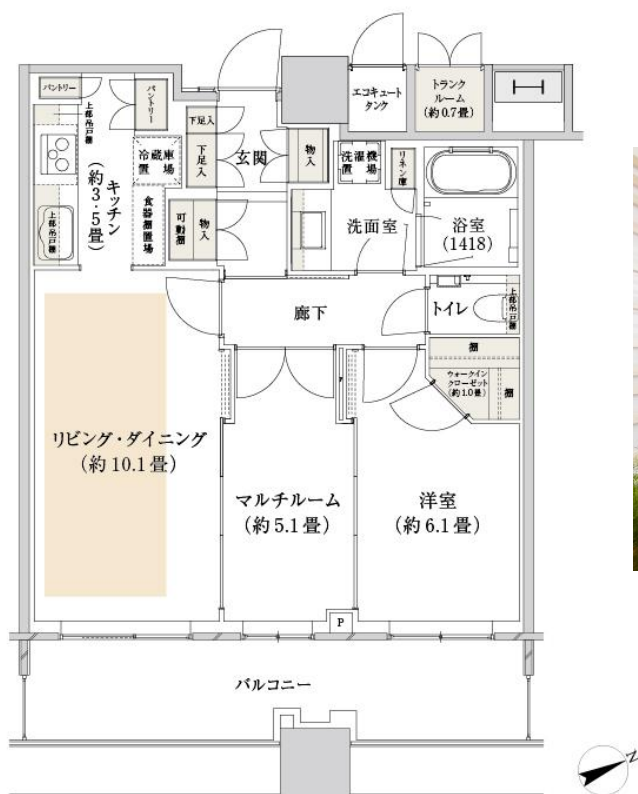 パントリー
パントリー
上部吊戸棚
冷蔵庫
置場
キッチン
(約3.5畳)
上部吊戸棚
食器棚置場
下足入
下足入
玄関
物入
可動棚
物入
エコキュート
タンク
トランク
ルーム
(約0.7畳)
洗濯機
置場
リネン庫
洗面室
浴室
(1418)
廊下
トイレ
上部吊戸棚
棚
ウォークイン
クローゼット
(約1.0畳)
棚
リビング・ダイニング
(約10.1畳)
マルチルーム
(約5.1畳)
洋室
(約6.1畳)
P
P
バルコニー
N